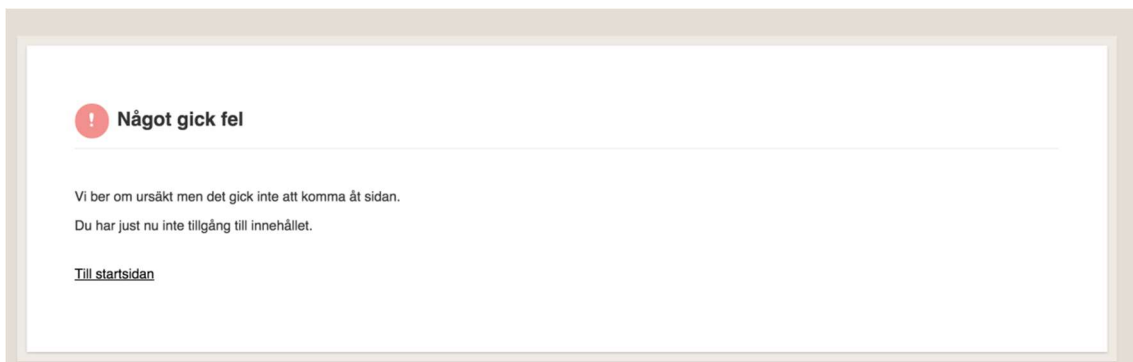 !
Något gick fel
Vi ber om ursäkt men det gick inte att komma åt sidan.
Du har just nu inte tillgång till innehållet.
Till startsidan